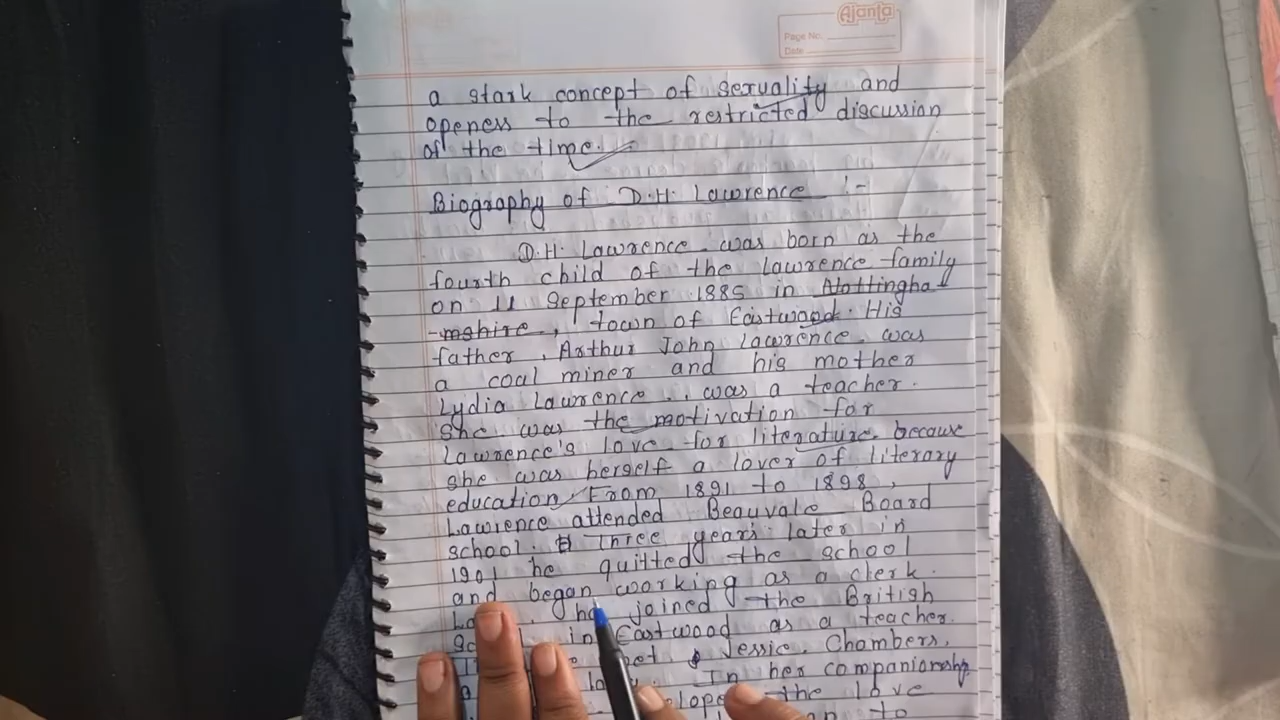 Ajanta
Page No.
Date
a stark concept of sexuality and
openess to the restricted discussion
of the time.
Biography of D.H. Lawrence :-
D.H. Lawrence was born as the
fourth child of the Lawrence family
on 11 September 1885 in Nottingha
-mshire, town of Eastwood. His
father, Arthur John Lawrence, was
a coal miner and his mother
Lydia Lawrence, was a teacher.
She was the motivation for
Lawrence's love for literature, because
she was herself a lover of literary
education. From 1891 to 1898,
Lawrence attended Beauvale Board
school. Three years later in
1901 he quitted the school
and began working as a clerk.
he joined the British
in Eastwood as a teacher.
Jessie Chambers,
In her companionship
the love
to